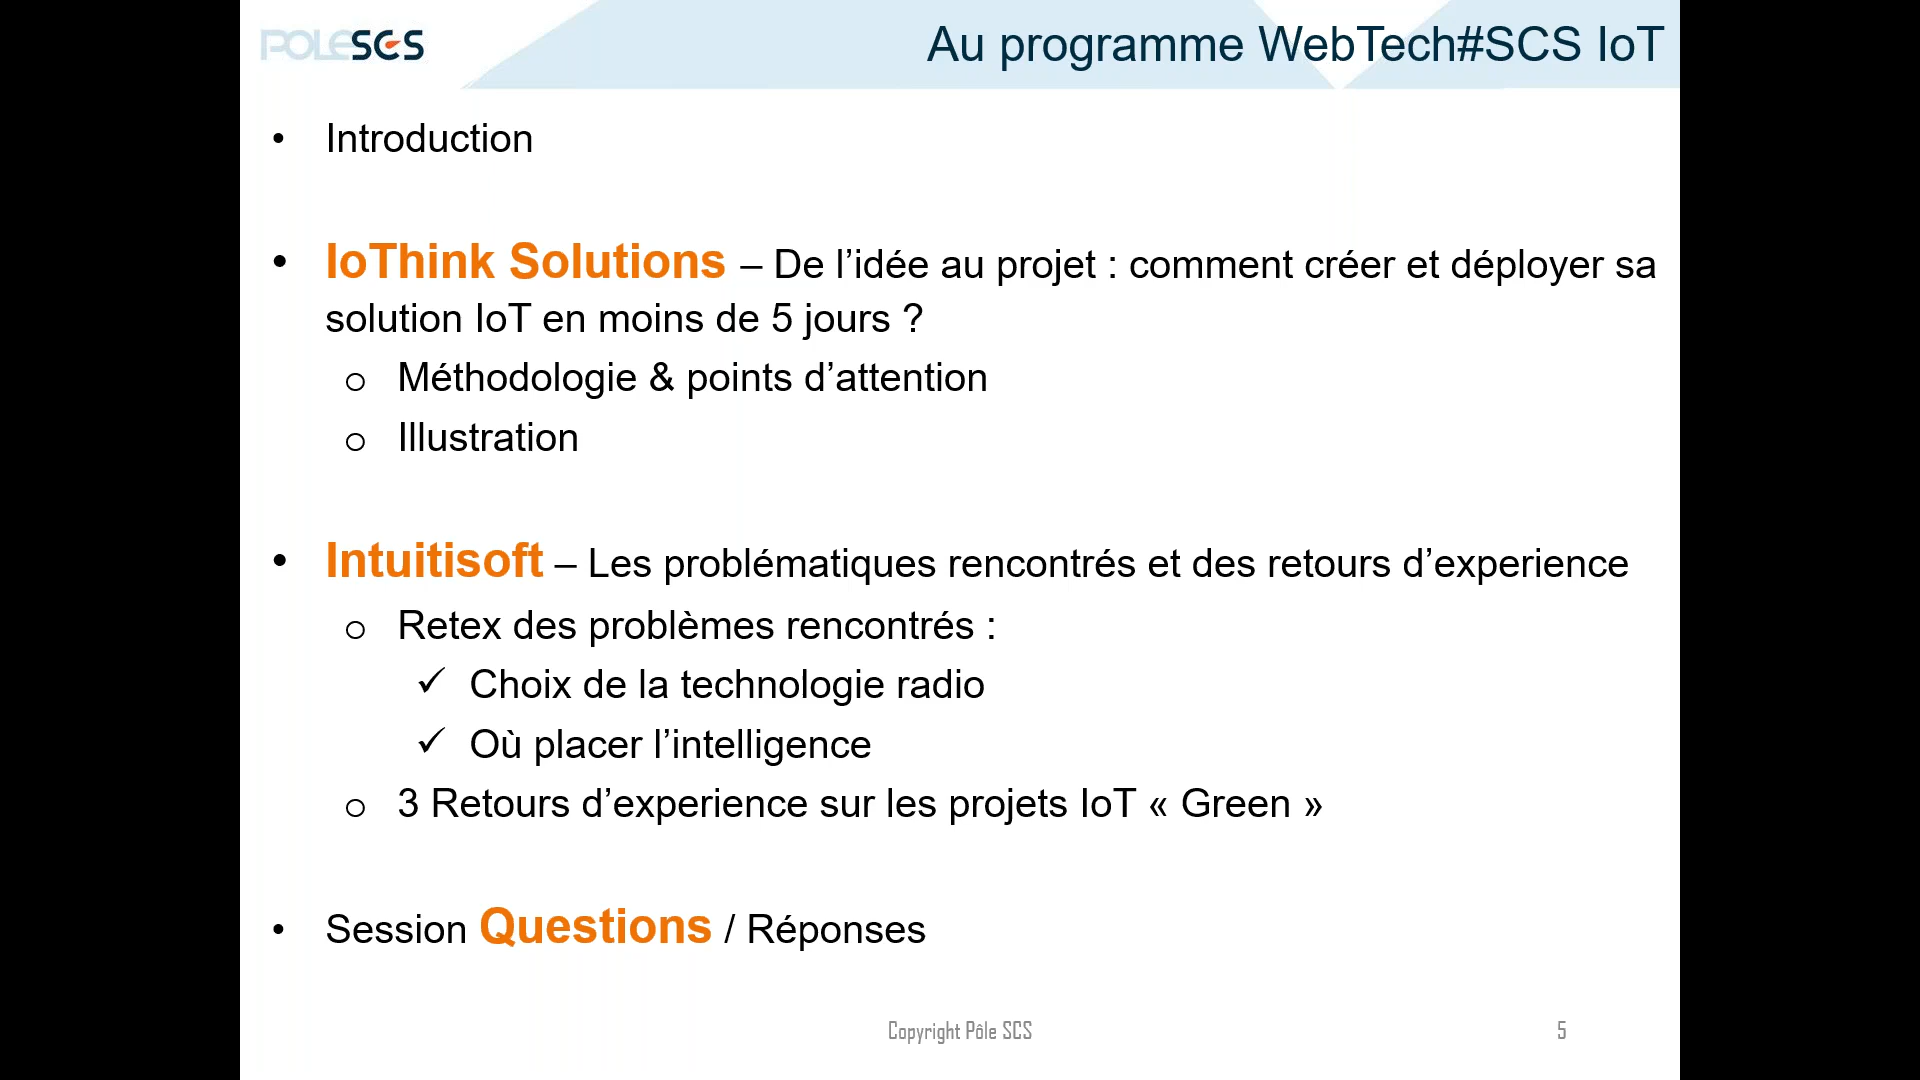 POLESCS
Au programme WebTech#SCS IoT
• Introduction
• IoThink Solutions – De l’idée au projet : comment créer et déployer sa
solution IoT en moins de 5 jours ?
o Méthodologie & points d’attention
o Illustration
• Intuitisoft – Les problématiques rencontrés et des retours d’experience
o Retex des problèmes rencontrés :
✓ Choix de la technologie radio
✓ Où placer l’intelligence
o 3 Retours d’experience sur les projets IoT « Green »
• Session Questions / Réponses
Copyright Pôle SCS
5